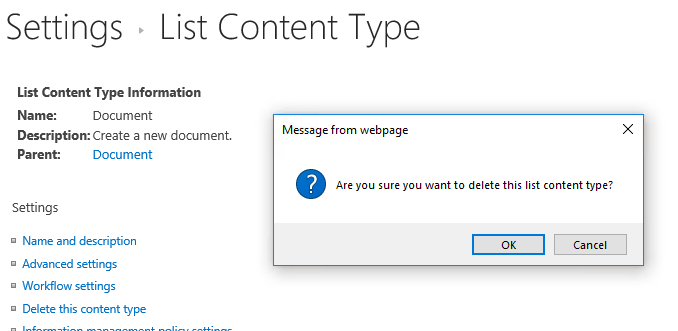 Settings ▸ List Content Type
List Content Type Information
Name: Document
Description: Create a new document.
Parent: Document
Message from webpage
Are you sure you want to delete this list content type?
OK Cancel
Settings
Name and description
Advanced settings
Workflow settings
Delete this content type
Information management policy settings